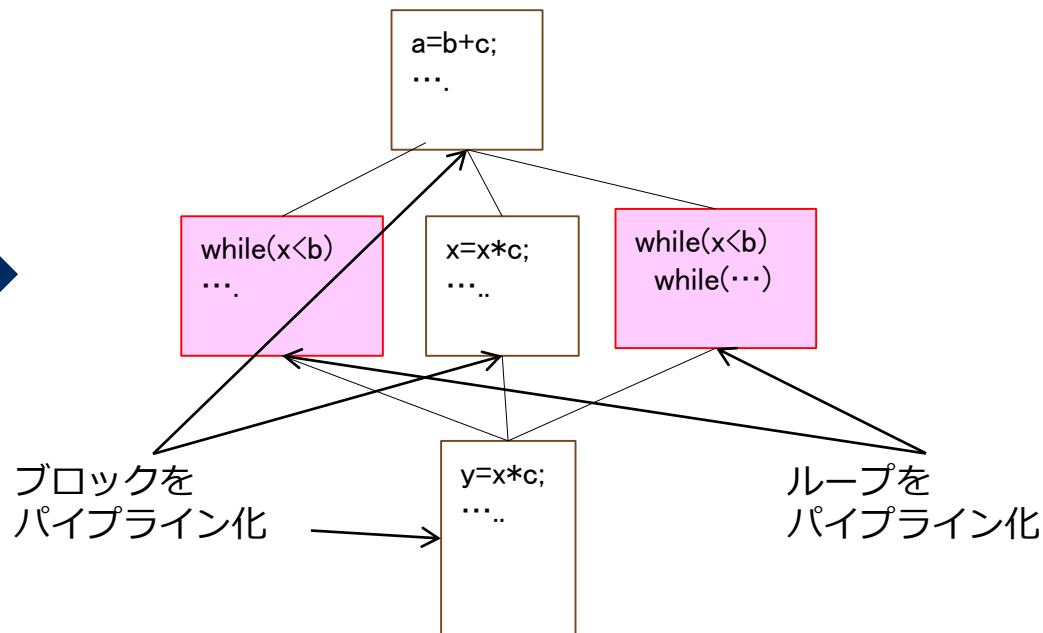 a=b+c;
….
while(x<b)
….
x=x*c;
…..
while(x<b)
while(…)
ブロックを
パイプライン化
y=x*c;
…..
ループを
パイプライン化